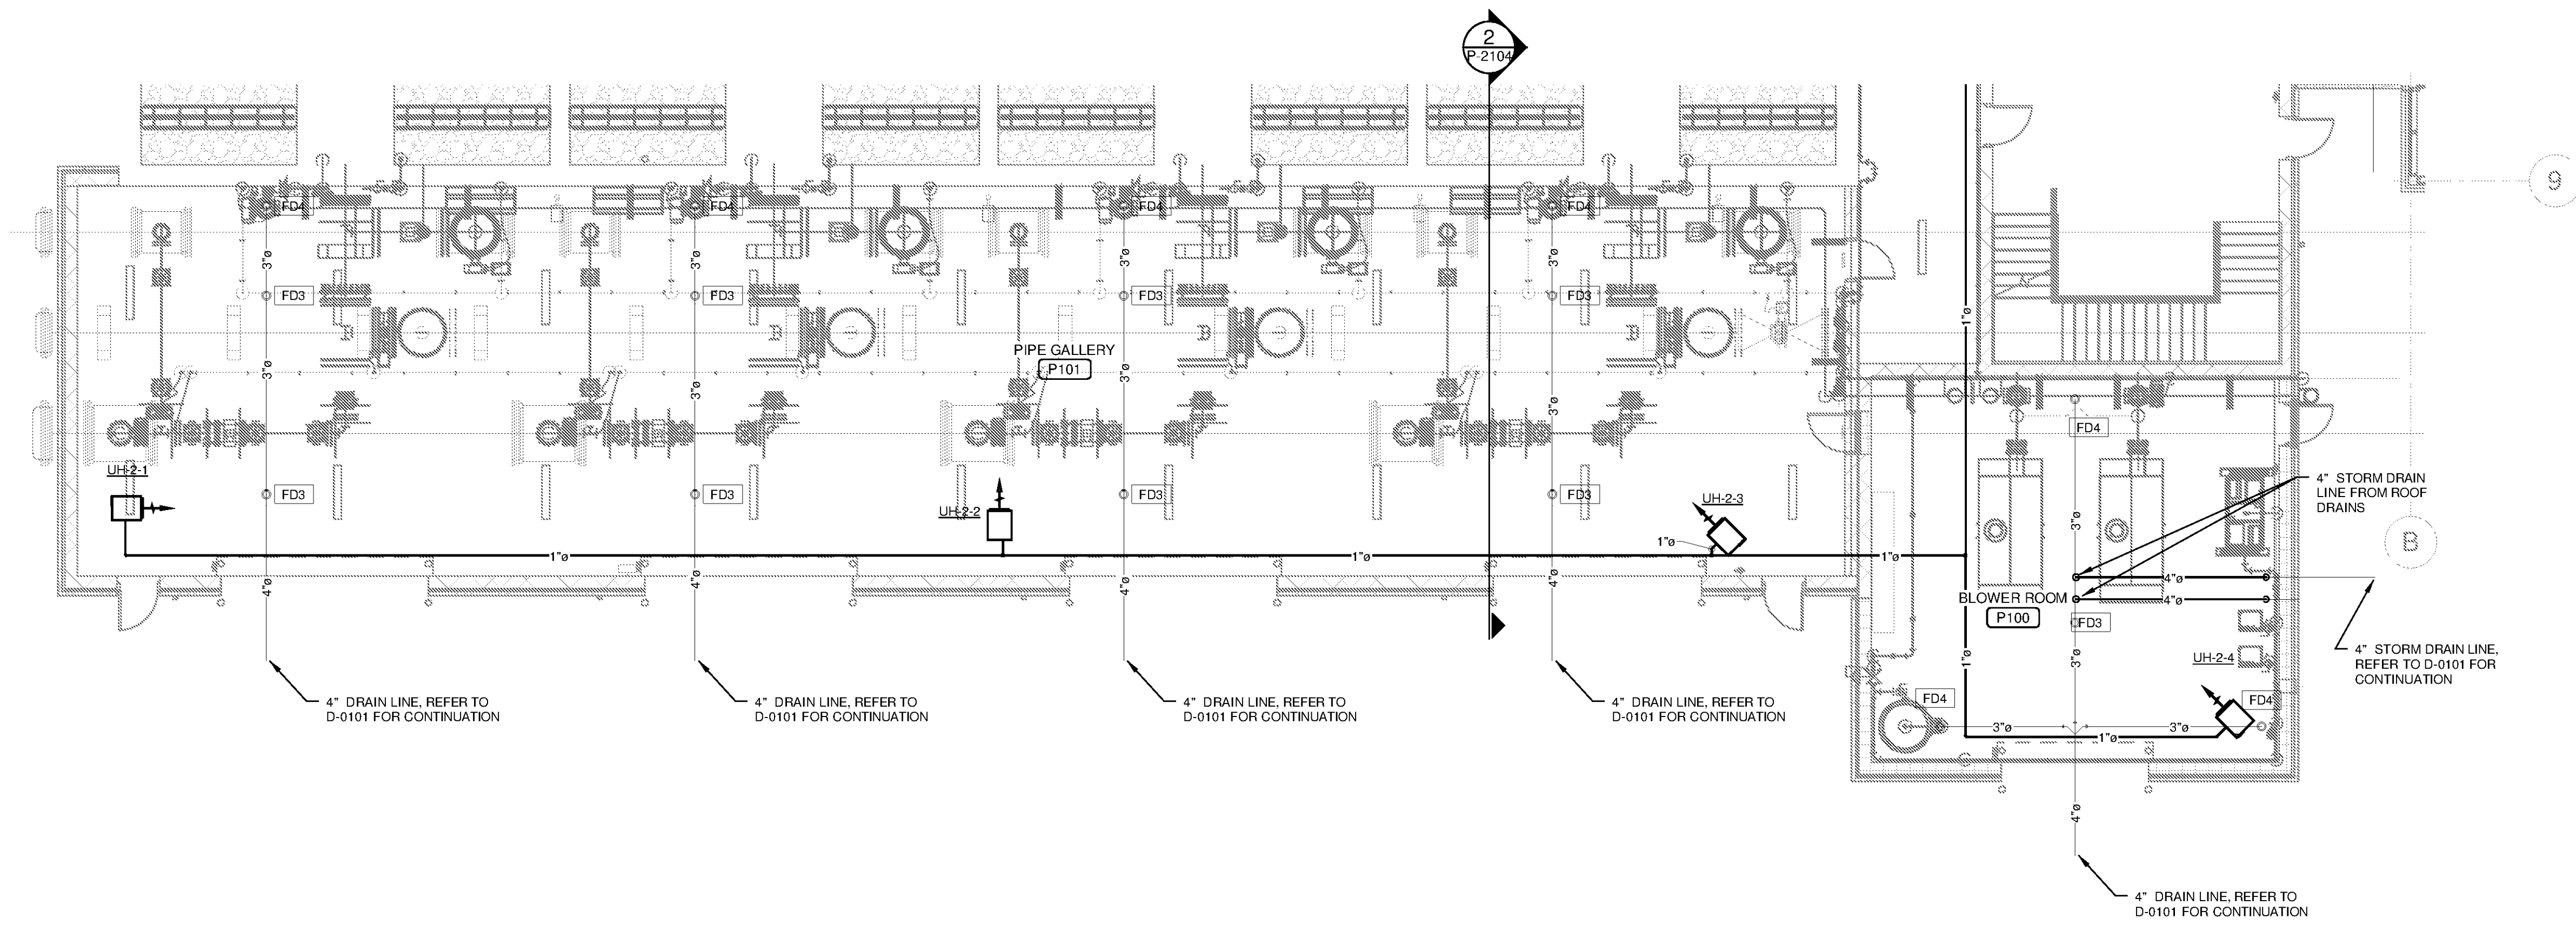 2
P-2104
9
FD4
FD4
FD4
FD4
3"ø
3"ø
3"ø
3"ø
FD3
FD3
FD3
FD3
1"ø
PIPE GALLERY
P101
3"ø
3"ø
3"ø
3"ø
FD4
UH-2-1
FD3
FD3
FD3
FD3
UH-2-2
UH-2-3
4" STORM DRAIN
LINE FROM ROOF
DRAINS
3"ø
B
1"ø
1"ø
1"ø
1"ø
4"ø
4"ø
4"ø
4"ø
4"ø
4"ø
BLOWER ROOM
P100
FD3
3"ø
1"ø
UH-2-4
4" STORM DRAIN LINE,
REFER TO D-0101 FOR
CONTINUATION
FD4
FD4
4" DRAIN LINE, REFER TO
D-0101 FOR CONTINUATION
4" DRAIN LINE, REFER TO
D-0101 FOR CONTINUATION
4" DRAIN LINE, REFER TO
D-0101 FOR CONTINUATION
4" DRAIN LINE, REFER TO
D-0101 FOR CONTINUATION
3"ø
3"ø
1"ø
4"ø
4" DRAIN LINE, REFER TO
D-0101 FOR CONTINUATION